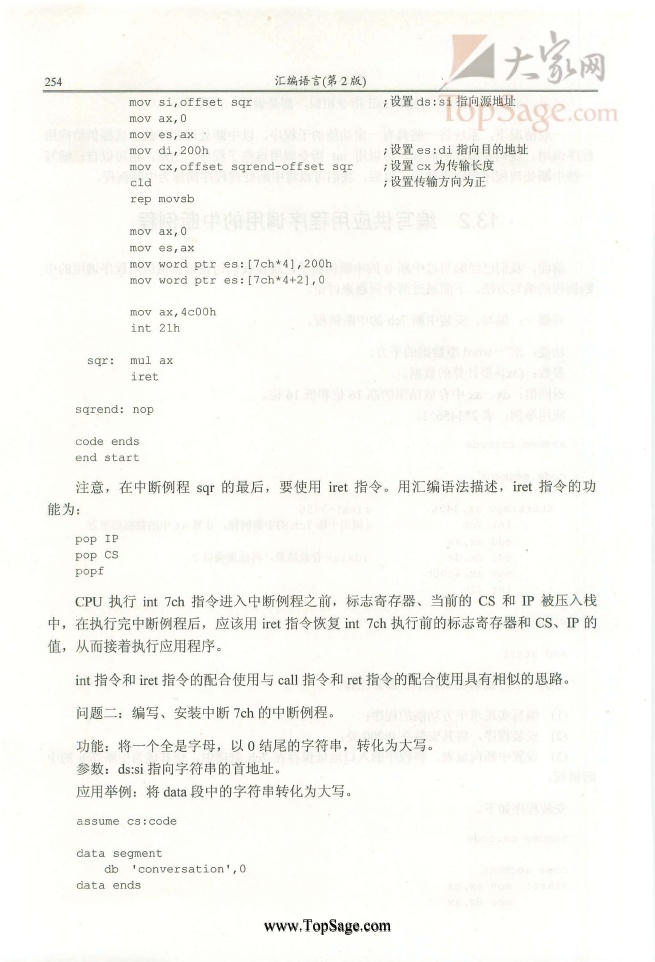 大家网
TopSage.com
254 汇编语言(第 2 版)
mov si,offset sqr ;设置 ds:si 指向源地址
mov ax,0
mov es,ax
mov di,200h ;设置 es:di 指向目的地址
mov cx,offset sqrend-offset sqr ;设置 cx 为传输长度
cld ;设置传输方向为正
rep movsb
mov ax,0
mov es,ax
mov word ptr es:[7ch*4],200h
mov word ptr es:[7ch*4+2],0
mov ax,4c00h
int 21h
sqr: mul ax
iret
sqrend: nop
code ends
end start
注意，在中断例程 sqr 的最后，要使用 iret 指令。用汇编语法描述，iret 指令的功
能为：
pop IP
pop CS
popf
CPU 执行 int 7ch 指令进入中断例程之前，标志寄存器、当前的 CS 和 IP 被压入栈
中，在执行完中断例程后，应该用 iret 指令恢复 int 7ch 执行前的标志寄存器和 CS、IP 的
值，从而接着执行应用程序。
int 指令和 iret 指令的配合使用与 call 指令和 ret 指令的配合使用具有相似的思路。
问题二：编写、安装中断 7ch 的中断例程。
功能：将一个全是字母，以 0 结尾的字符串，转化为大写。
参数：ds:si 指向字符串的首地址。
应用举例：将 data 段中的字符串转化为大写。
assume cs:code
data segment
db 'conversation',0
data ends
www.TopSage.com